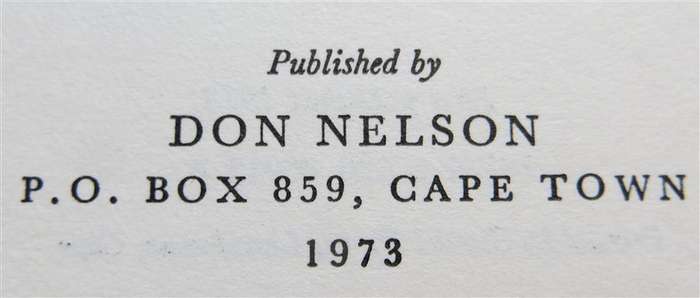 Published by
DON NELSON
P.O. BOX 859, CAPE TOWN
1973